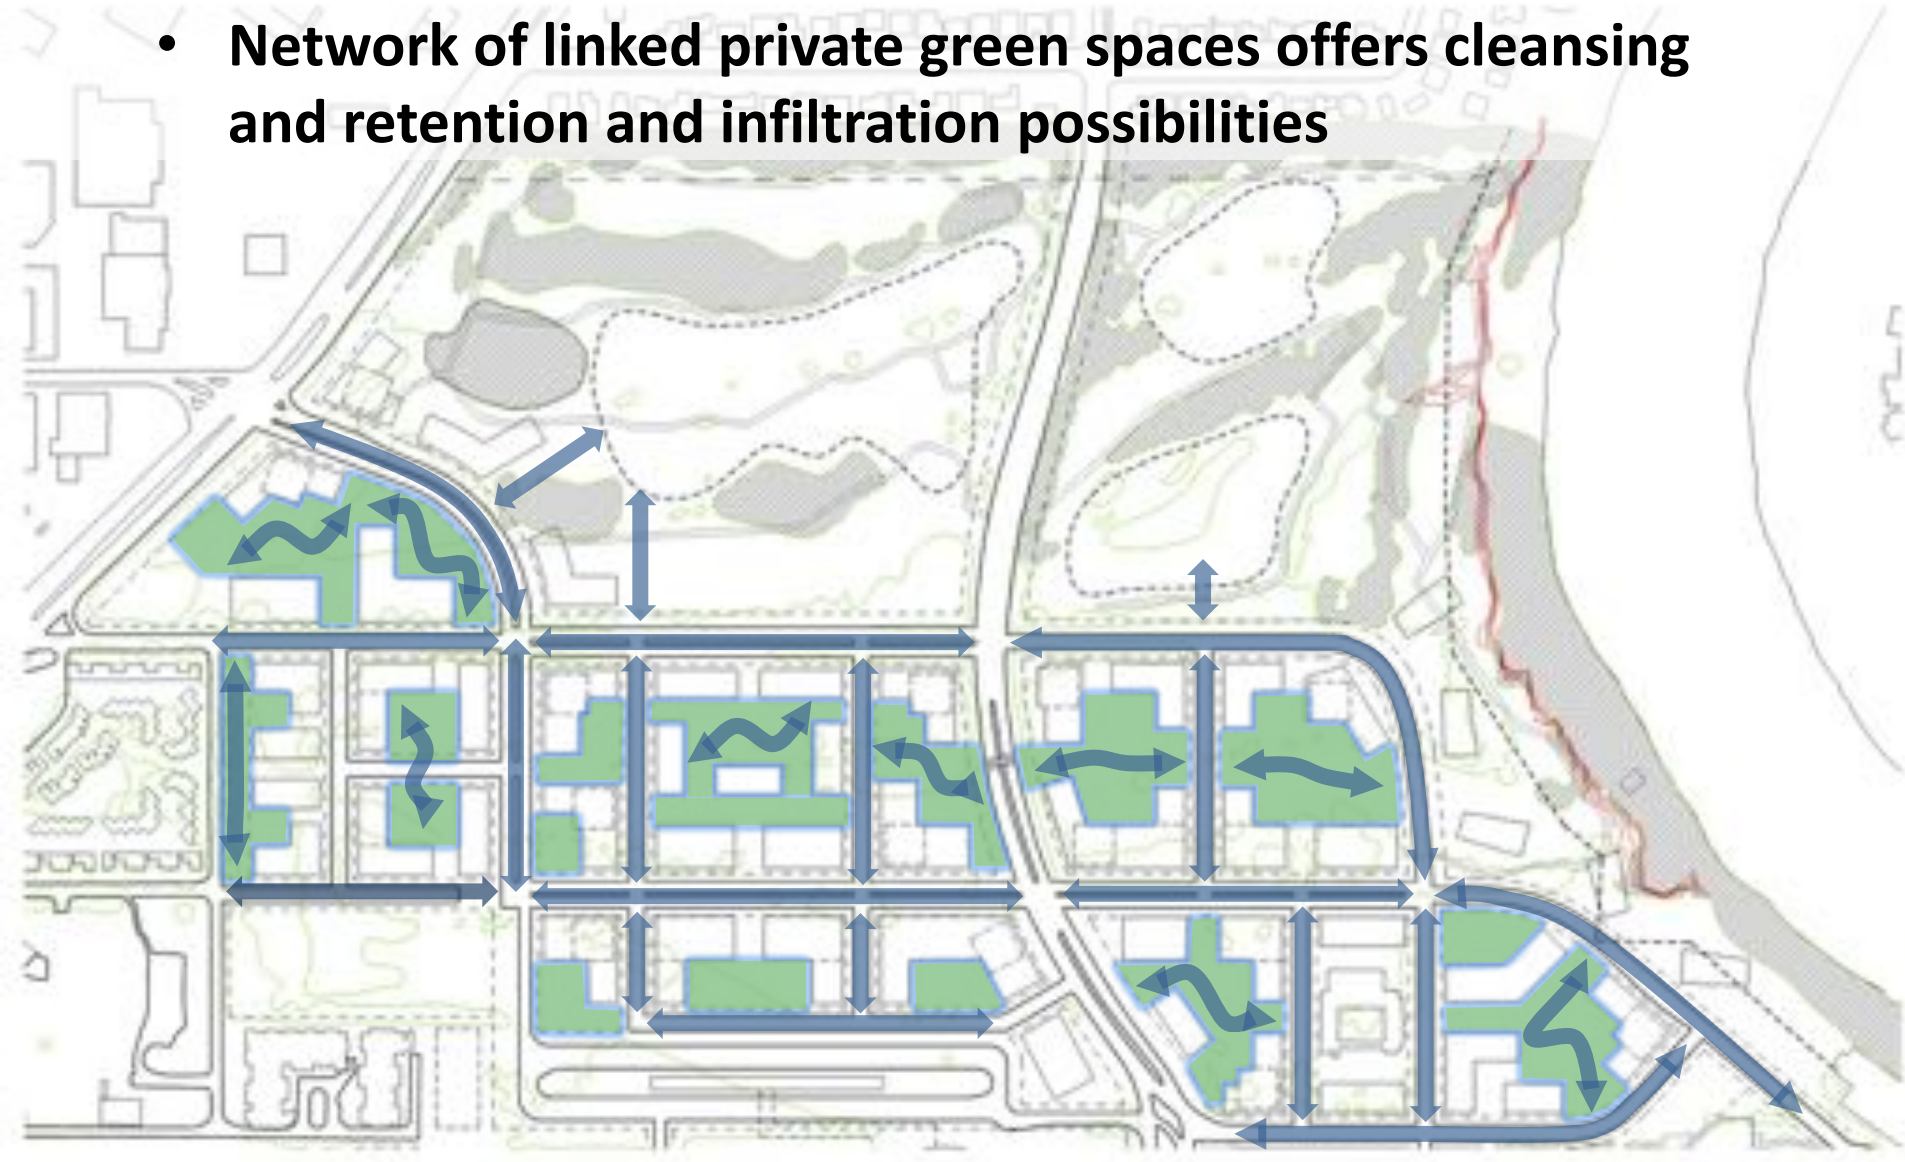 • Network of linked private green spaces offers cleansing
and retention and infiltration possibilities